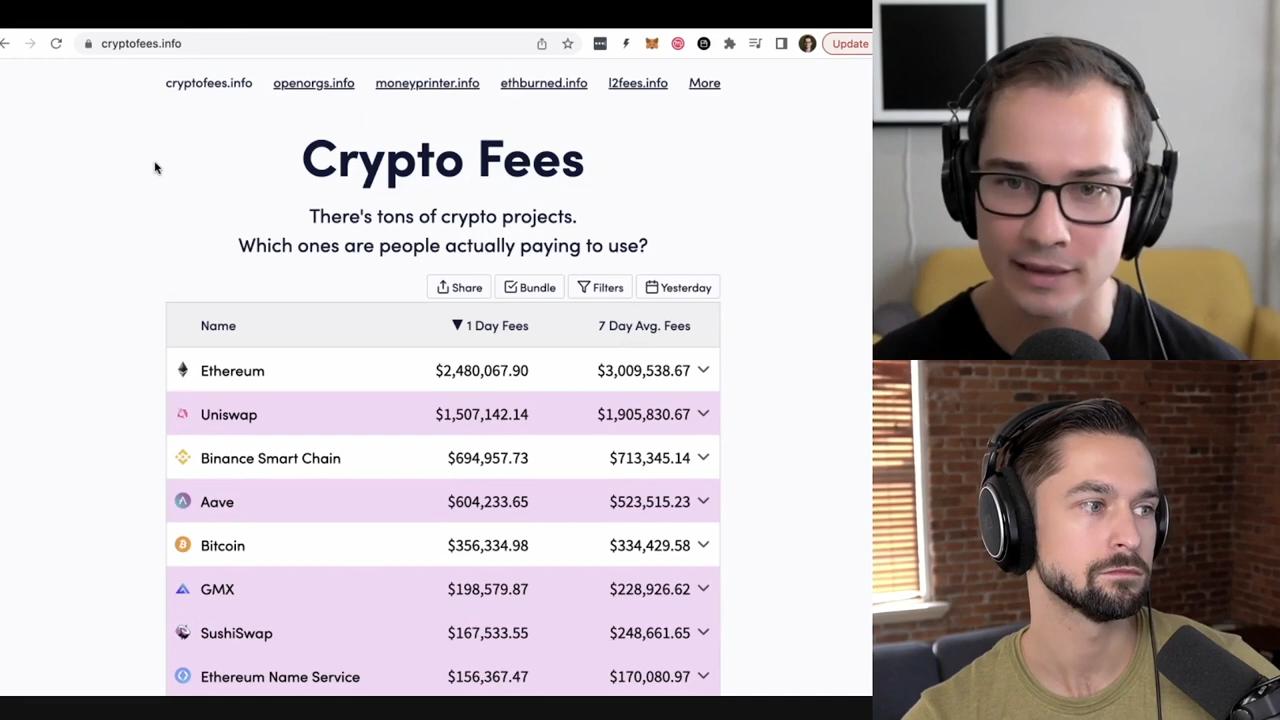 cryptofees.info
Update
cryptofees.info openorgs.info moneyprinter.info ethburned.info l2fees.info More
Crypto Fees
There's tons of crypto projects.
Which ones are people actually paying to use?
Share Bundle Filters Yesterday
Name ▼ 1 Day Fees 7 Day Avg. Fees
Ethereum $2,480,067.90 $3,009,538.67
Uniswap $1,507,142.14 $1,905,830.67
Binance Smart Chain $694,957.73 $713,345.14
Aave $604,233.65 $523,515.23
Bitcoin $356,334.98 $334,429.58
GMX $198,579.87 $228,926.62
SushiSwap $167,533.55 $248,661.65
Ethereum Name Service $156,367.47 $170,080.97